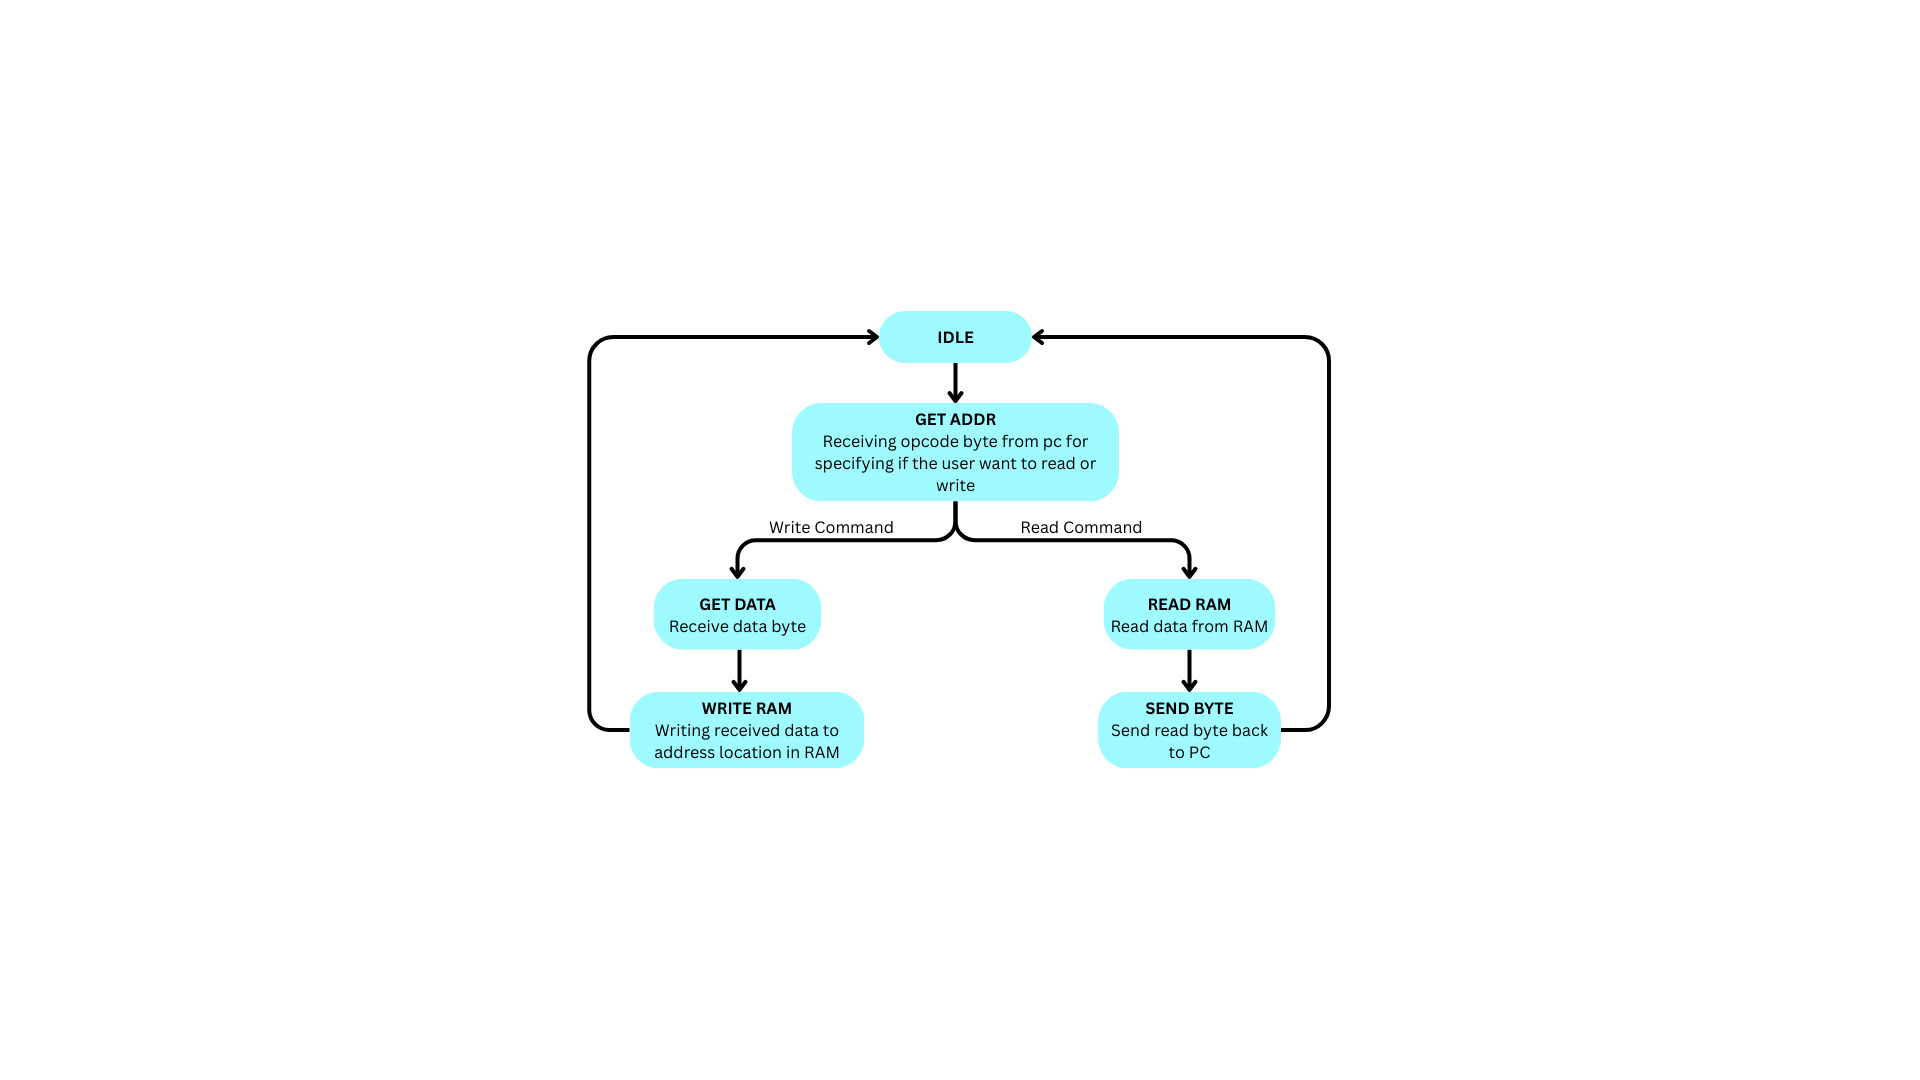 IDLE
GET ADDR
Receiving opcode byte from pc for
specifying if the user want to read or
write
Write Command
Read Command
GET DATA
Receive data byte
READ RAM
Read data from RAM
WRITE RAM
Writing received data to
address location in RAM
SEND BYTE
Send read byte back
to PC